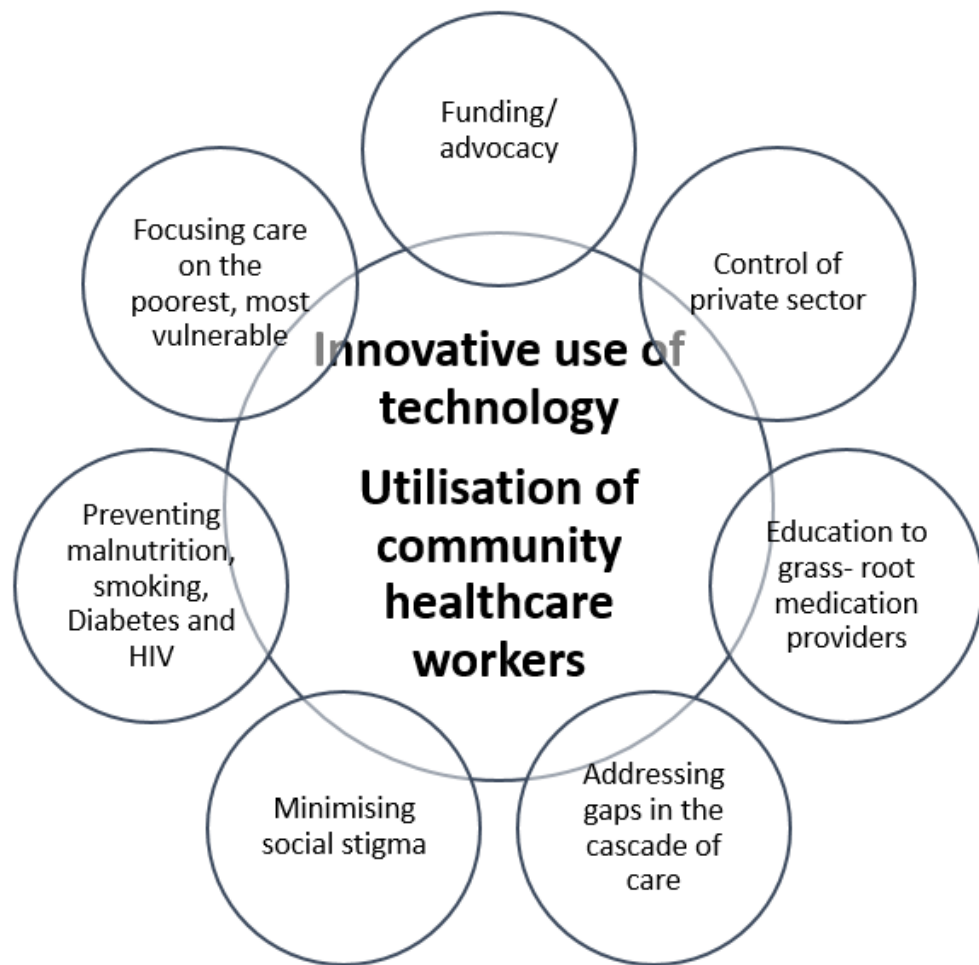 Funding/
advocacy
Focusing care
on the
poorest, most
vulnerable
Control of
private sector
Innovative use of
technology
Utilisation of
community
healthcare
workers
Preventing
malnutrition,
smoking,
Diabetes and
HIV
Education to
grass- root
medication
providers
Minimising
social stigma
Addressing
gaps in the
cascade of
care